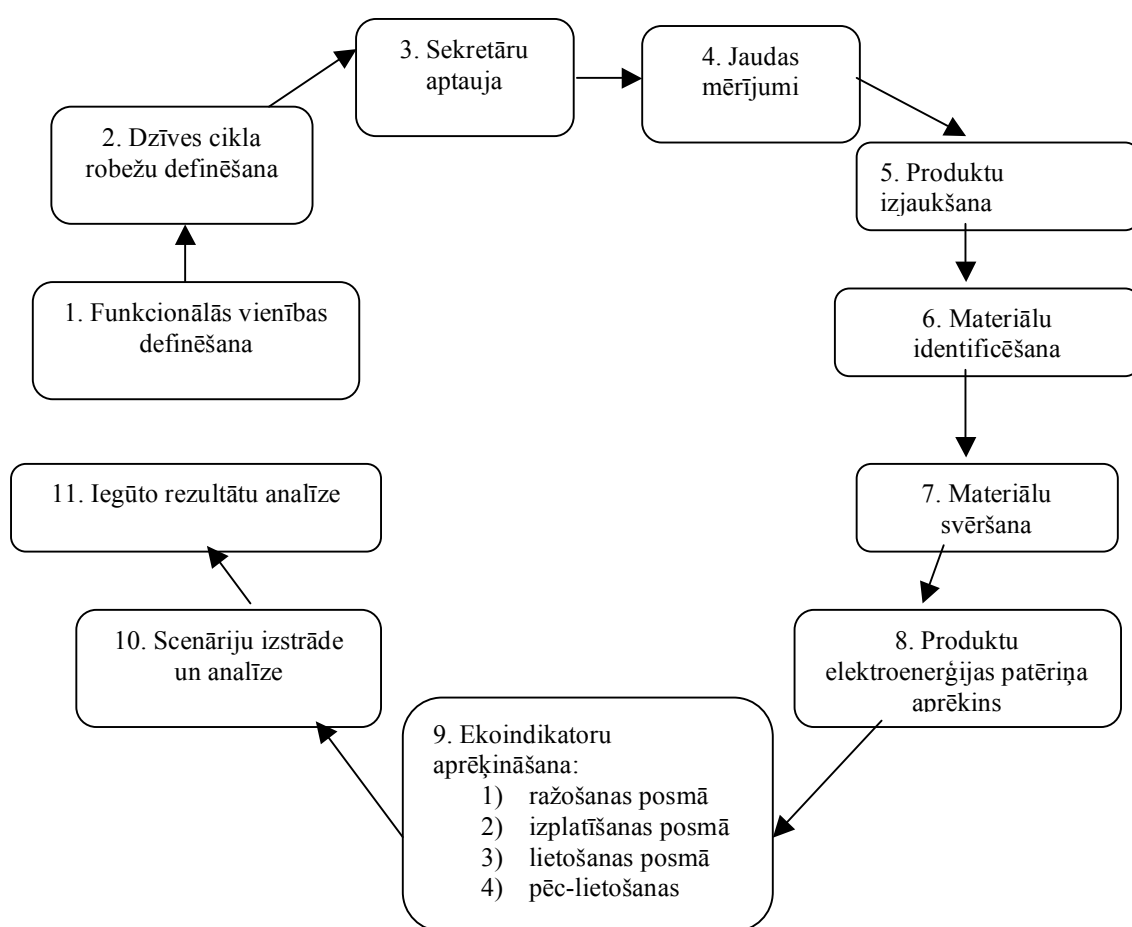 1. Funkcionālās vienības
definēšana
2. Dzīves cikla
robežu definēšana
3. Sekretāru
aptauja
4. Jaudas
mērījumi
5. Produktu
izjaukšana
6. Materiālu
identificēšana
7. Materiālu
svēršana
8. Produktu
elektroenerģijas patēriņa
aprēķins
9. Ekoindikatoru
aprēķināšana:
1) ražošanas posmā
2) izplatīšanas posmā
3) lietošanas posmā
4) pēc-lietošanas
10. Scenāriju izstrāde
un analīze
11. Iegūto rezultātu analīze